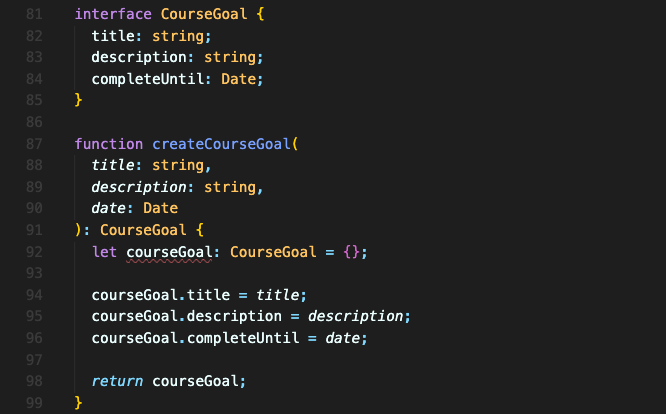 81 interface CourseGoal {
82   title: string;
83   description: string;
84   completeUntil: Date;
85 }
86
87 function createCourseGoal(
88   title: string,
89   description: string,
90   date: Date
91 ): CourseGoal {
92   let courseGoal: CourseGoal = {};
93
94   courseGoal.title = title;
95   courseGoal.description = description;
96   courseGoal.completeUntil = date;
97
98   return courseGoal;
99 }